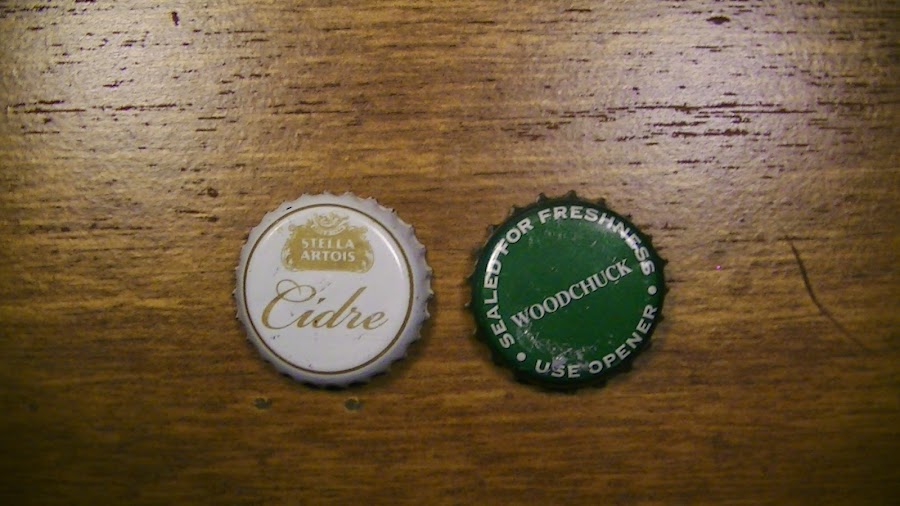 STELLA
ARTOIS
Cidre
SEALED FOR FRESHNESS
WOODCHUCK
• USE OPENER •